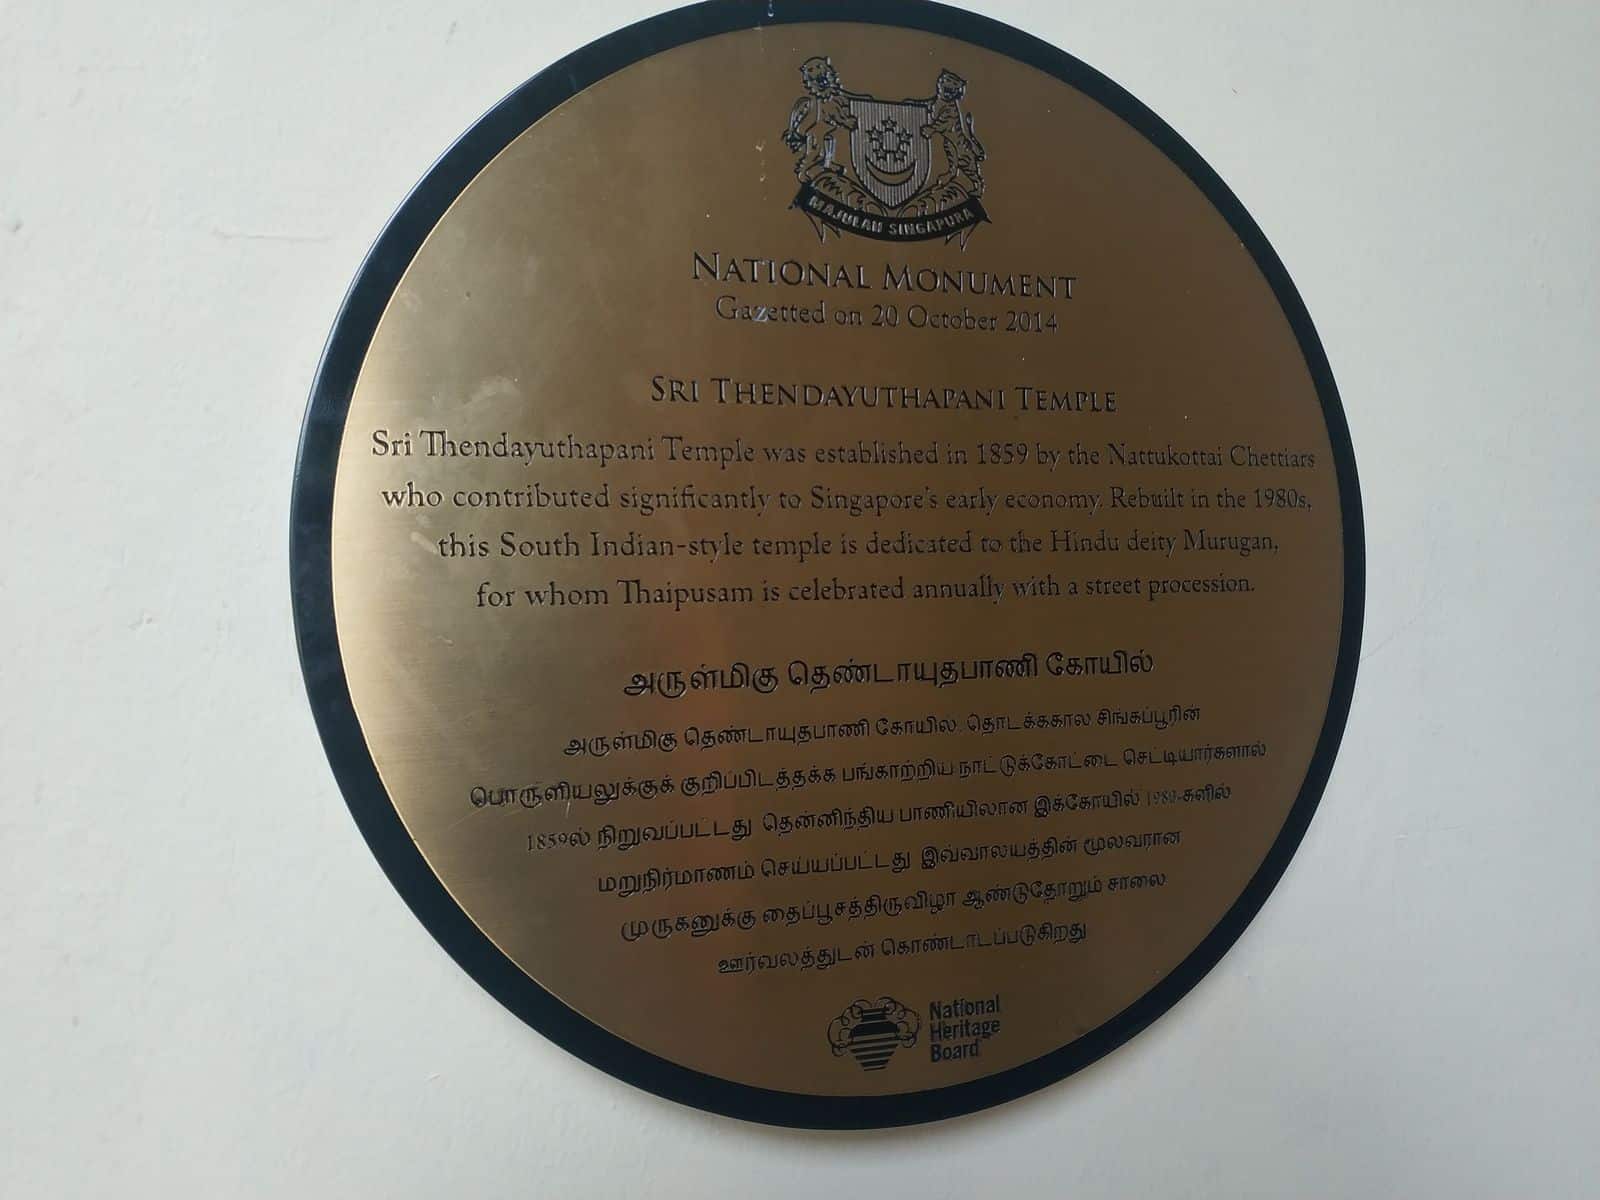 MAJULAH SINGAPURA
NATIONAL MONUMENT
Gazetted on 20 October 2014
SRI THENDAYUTHAPANI TEMPLE
Sri Thendayuthapani Temple was established in 1859 by the Nattukottai Chettiars
who contributed significantly to Singapore's early economy. Rebuilt in the 1980s,
this South Indian-style temple is dedicated to the Hindu deity Murugan,
for whom Thaipusam is celebrated annually with a street procession.
அருள்மிகு தெண்டாயுதபாணி கோயில்
அருள்மிகு தெண்டாயுதபாணி கோயில், தொடக்ககால சிங்கப்பூரின்
பொருளியலுக்குக் குறிப்பிடத்தக்க பங்காற்றிய நாட்டுக்கோட்டை செட்டியார்களால்
1859ல் நிறுவப்பட்டது தென்னிந்திய பாணியிலான இக்கோயில் 1980-களில்
மறுநிர்மாணம் செய்யப்பட்டது இவ்வாலயத்தின் மூலவரான
முருகனுக்கு தைப்பூசத்திருவிழா ஆண்டுதோறும் சாலை
ஊர்வலத்துடன் கொண்டாடப்படுகிறது
National
Heritage
Board